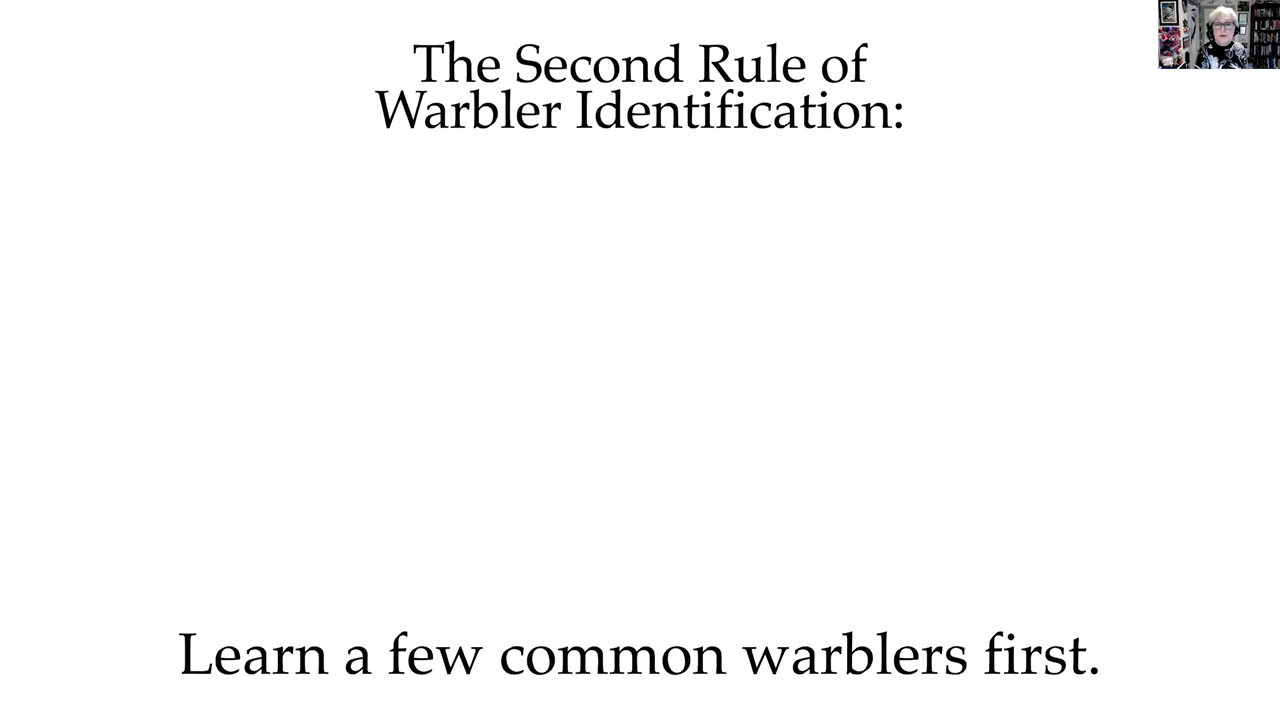 The Second Rule of
Warbler Identification:
Learn a few common warblers first.